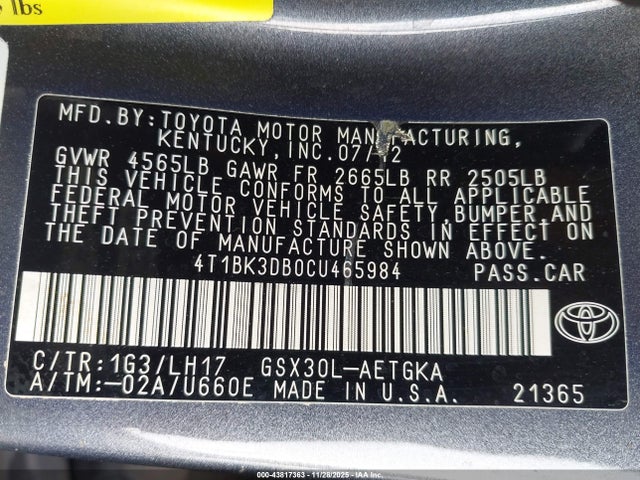 lbs
MFD.BY:TOYOTA MOTOR MANUFACTURING,
KENTUCKY,INC.07/12
GVWR 4565LB GAWR FR 2665LB RR 2505LB
THIS VEHICLE CONFORMS TO ALL APPLICABLE
FEDERAL MOTOR VEHICLE SAFETY,BUMPER,AND
THEFT PREVENTION STANDARDS IN EFFECT ON
THE DATE OF MANUFACTURE SHOWN ABOVE.
4T1BK3DB0CU465984 PASS.CAR
C/TR:1G3/LH17 GSX30L-AETGKA
A/TM:-02A/U660E MADE IN U.S.A. 21365
000-43817363 - 11/28/2025 - IAAI.COM